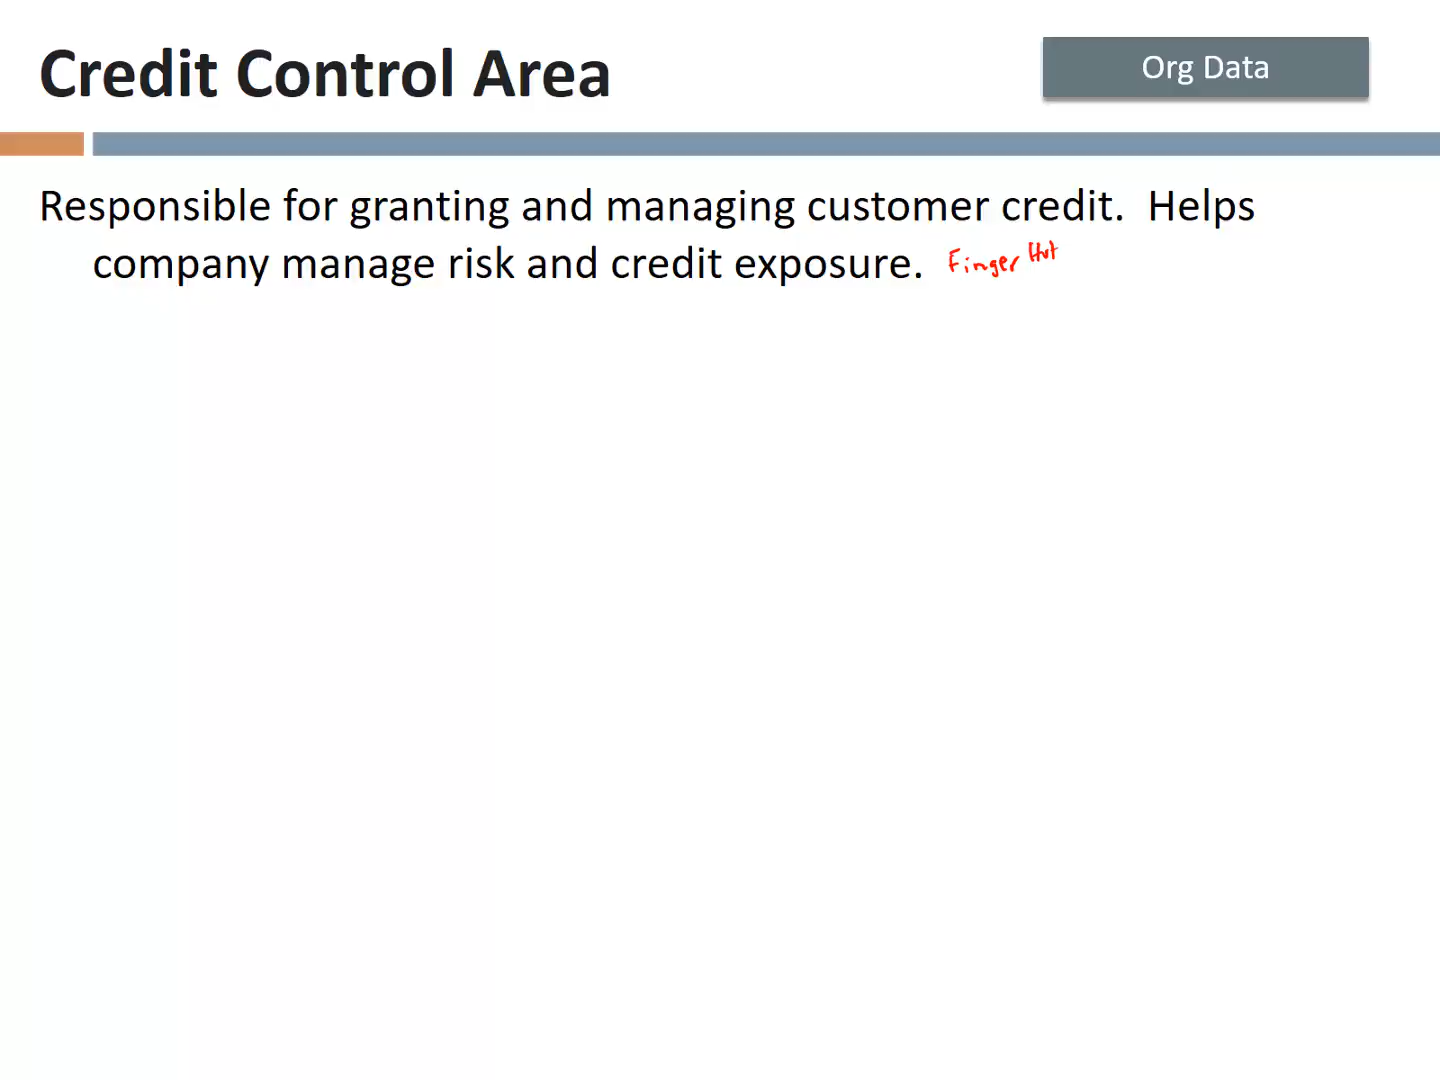 Credit Control Area
Org Data
Responsible for granting and managing customer credit.  Helps
company manage risk and credit exposure. Finger Hut